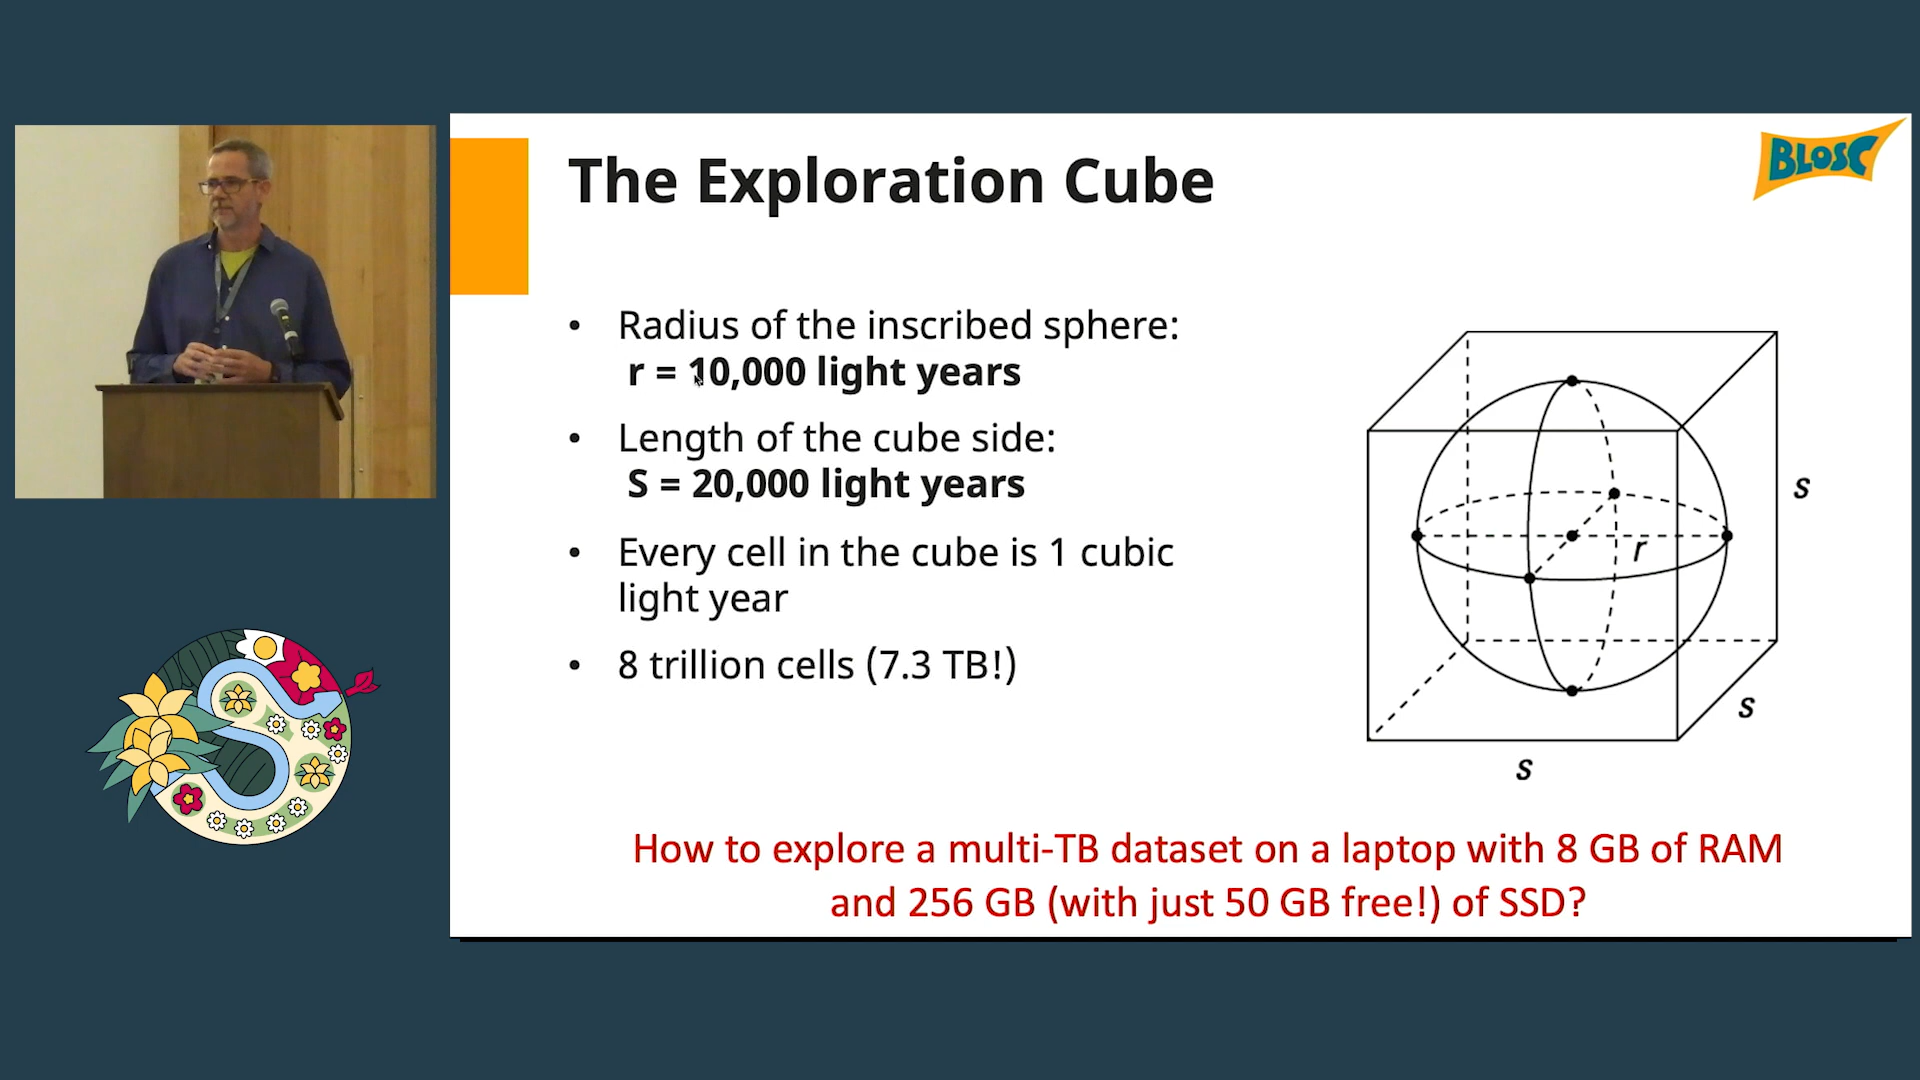 The Exploration Cube
BLOSC
• Radius of the inscribed sphere:
r = 10,000 light years
• Length of the cube side:
S = 20,000 light years
• Every cell in the cube is 1 cubic
light year
• 8 trillion cells (7.3 TB!)
s
r
s
s
How to explore a multi-TB dataset on a laptop with 8 GB of RAM
and 256 GB (with just 50 GB free!) of SSD?